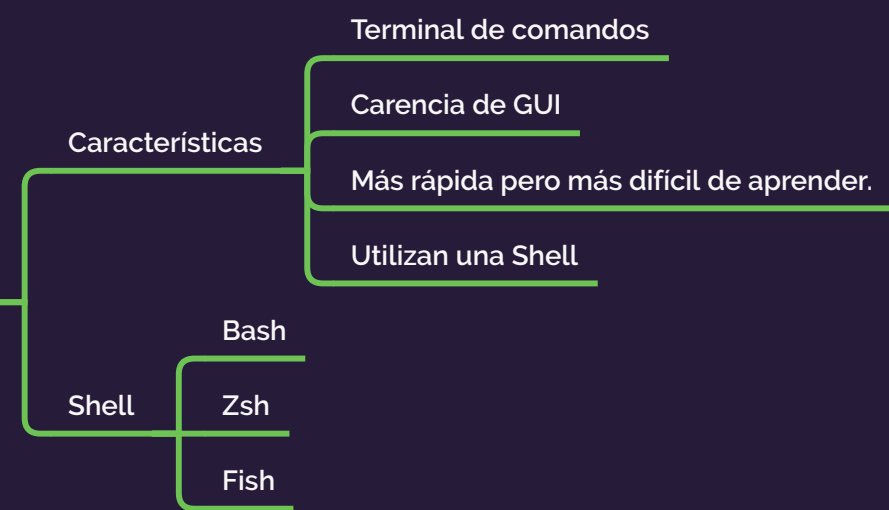 Terminal de comandos
Carencia de GUI
Características
Más rápida pero más difícil de aprender.
Utilizan una Shell
Bash
Shell
Zsh
Fish